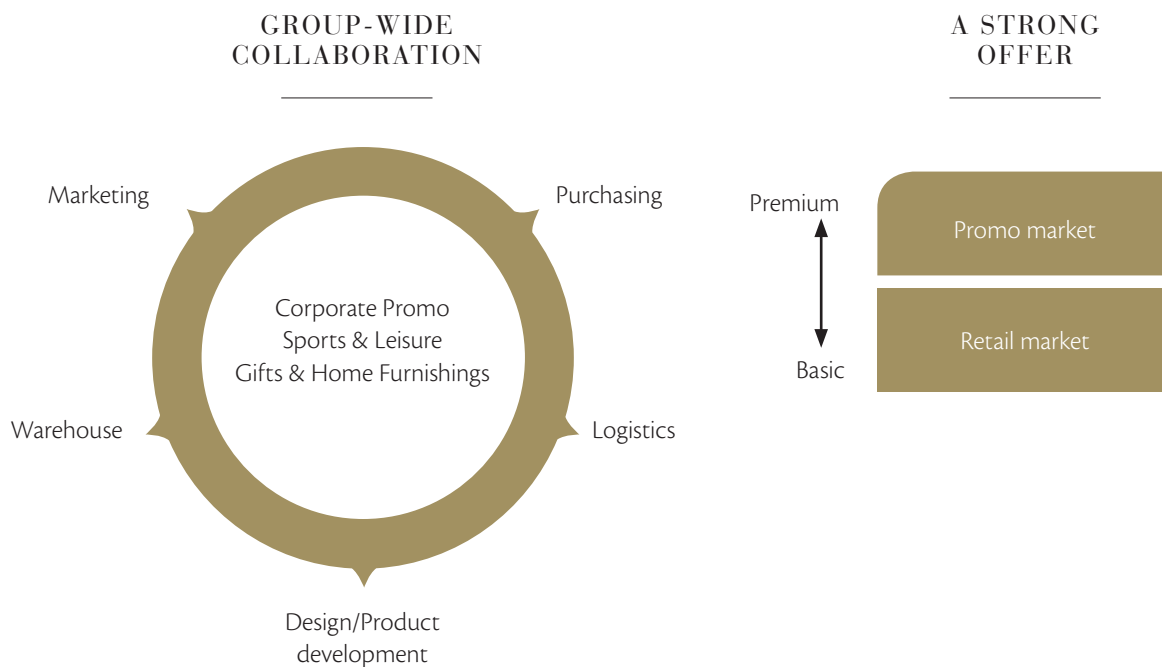 GROUP-WIDE
COLLABORATION
Marketing
Purchasing
Corporate Promo
Sports & Leisure
Gifts & Home Furnishings
Warehouse
Logistics
Design/Product
development
A STRONG
OFFER
Premium
Promo market
Retail market
Basic